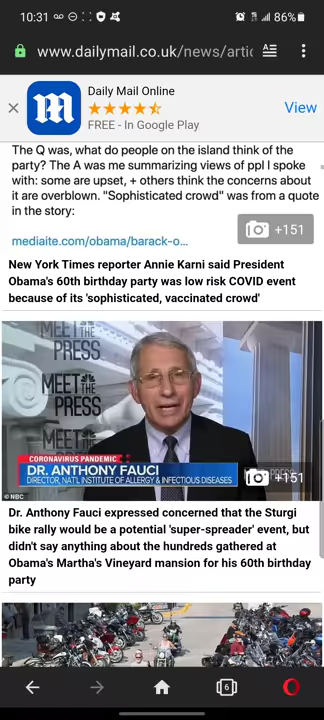 10:31
86%
www.dailymail.co.uk/news/artic
Daily Mail Online
FREE - In Google Play
View
The Q was, what do people on the island think of the
party? The A was me summarizing views of ppl I spoke
with: some are upset, + others think the concerns about
it are overblown. "Sophisticated crowd" was from a quote
in the story:
mediaite.com/obama/barack-o...
+151
New York Times reporter Annie Karni said President
Obama's 60th birthday party was low risk COVID event
because of its 'sophisticated, vaccinated crowd'
MEET THE
PRESS
MEET THE
PRESS
MEET
CORONAVIRUS PANDEMIC
DR. ANTHONY FAUCI
DIRECTOR, NAT'L INSTITUTE OF ALLERGY & INFECTIOUS DISEASES
© NBC
+151
Dr. Anthony Fauci expressed concerned that the Sturgi
bike rally would be a potential 'super-spreader' event, but
didn't say anything about the hundreds gathered at
Obama's Martha's Vineyard mansion for his 60th birthday
party
6